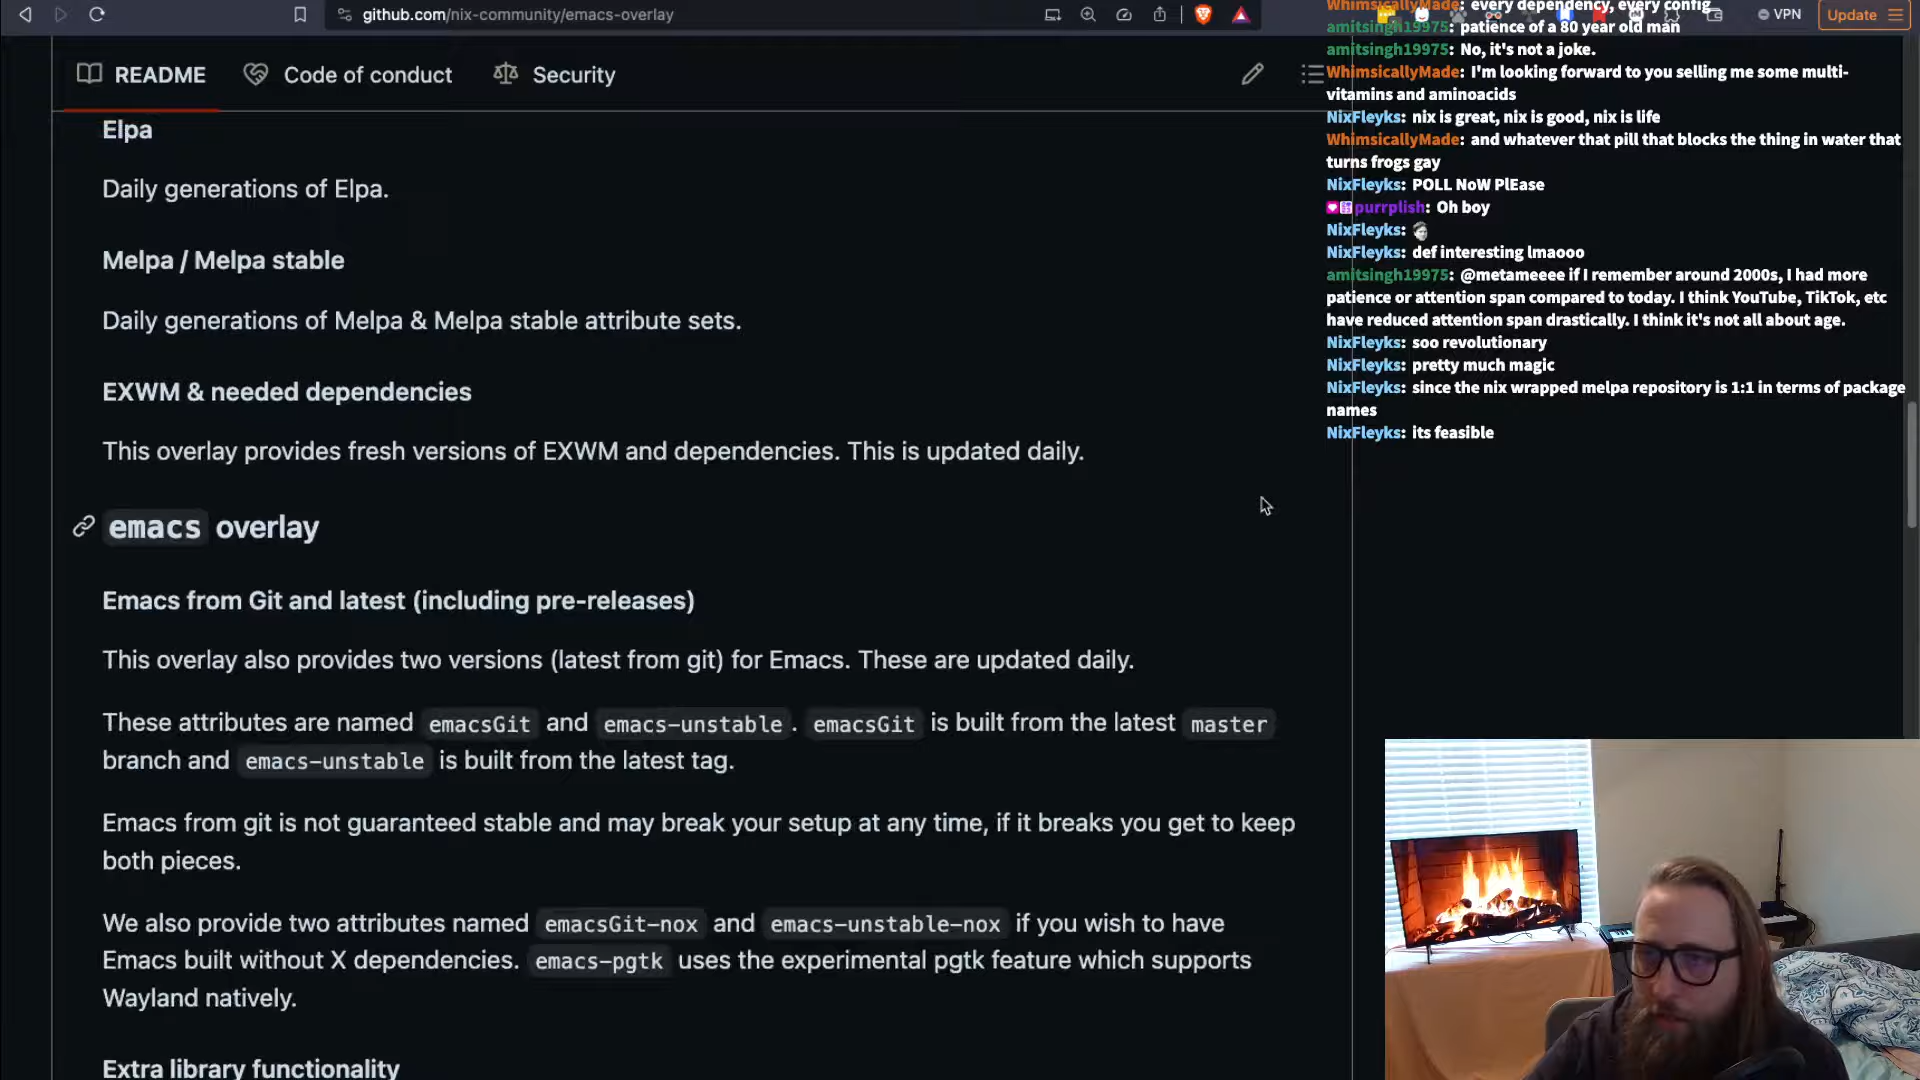 github.com/nix-community/emacs-overlay
VPN
Update
README
Code of conduct
Security
Elpa
Daily generations of Elpa.
Melpa / Melpa stable
Daily generations of Melpa & Melpa stable attribute sets.
EXWM & needed dependencies
This overlay provides fresh versions of EXWM and dependencies. This is updated daily.
emacs overlay
Emacs from Git and latest (including pre-releases)
This overlay also provides two versions (latest from git) for Emacs. These are updated daily.
These attributes are named emacsGit and emacs-unstable. emacsGit is built from the latest master
branch and emacs-unstable is built from the latest tag.
Emacs from git is not guaranteed stable and may break your setup at any time, if it breaks you get to keep
both pieces.
We also provide two attributes named emacsGit-nox and emacs-unstable-nox if you wish to have
Emacs built without X dependencies. emacs-pgtk uses the experimental pgtk feature which supports
Wayland natively.
Extra library functionality
WhimsicallyMade: every dependency, every config
amitsingh19975: patience of a 80 year old man
amitsingh19975: No, it's not a joke.
WhimsicallyMade: I'm looking forward to you selling me some multi-
vitamins and aminoacids
NixFleyks: nix is great, nix is good, nix is life
WhimsicallyMade: and whatever that pill that blocks the thing in water that
turns frogs gay
NixFleyks: POLL NoW PlEase
purrplish: Oh boy
NixFleyks:
NixFleyks: def interesting lmaooo
amitsingh19975: @metameeee if I remember around 2000s, I had more
patience or attention span compared to today. I think YouTube, TikTok, etc
have reduced attention span drastically. I think it's not all about age.
NixFleyks: soo revolutionary
NixFleyks: pretty much magic
NixFleyks: since the nix wrapped melpa repository is 1:1 in terms of package
names
NixFleyks: its feasible